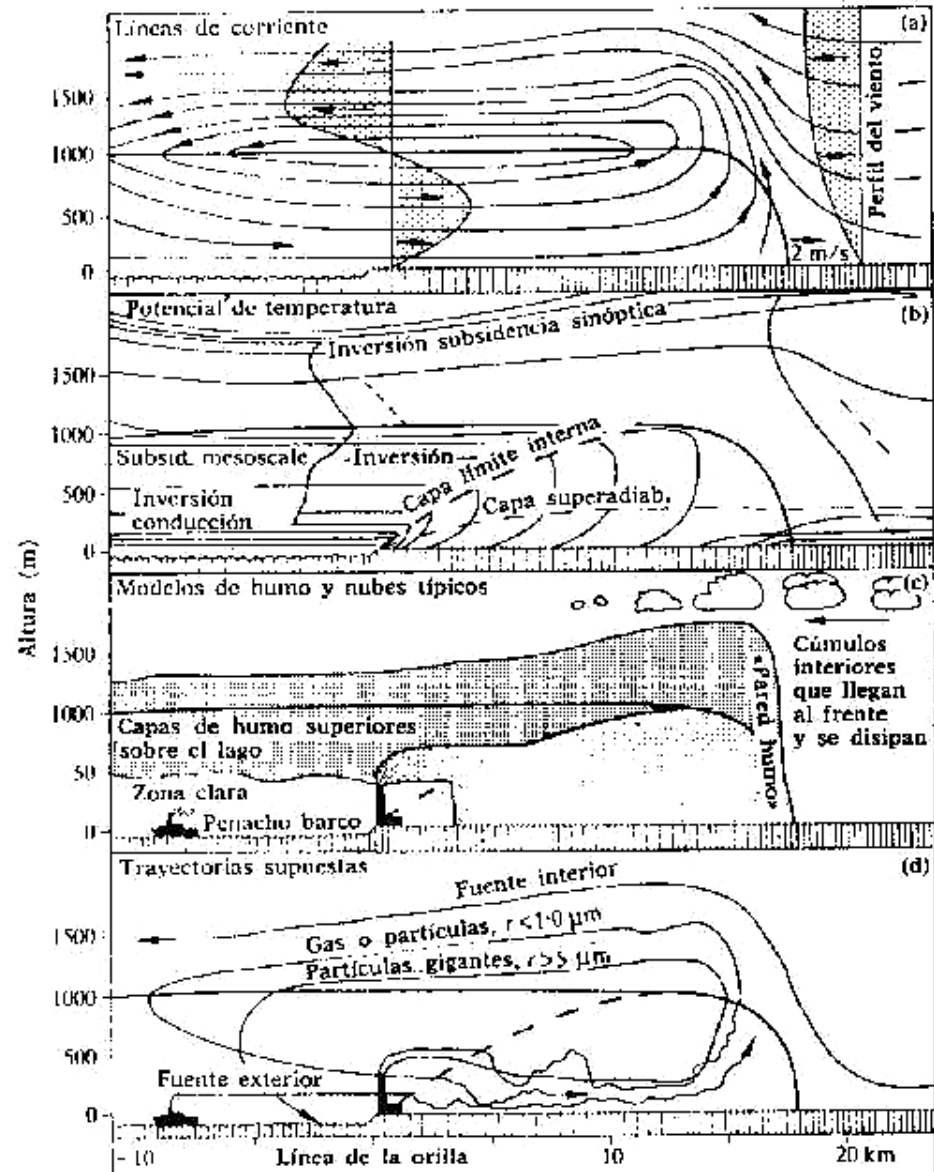 Líneas de corriente
(a)
1500
1000
500
0
Perfil del viento
2 m/s
Potencial de temperatura
(b)
Inversión subsidencia sinóptica
1500
1000
Subsid. mesoscale Inversión
Capa límite interna
500
Inversión
conducción
Capa superadiab.
0
Altura (m)
Modelos de humo y nubes típicos
(c)
1500
Cúmulos
interiores
que llegan
al frente
y se disipan
«Pared humo»
1000
Capas de humo superiores
sobre el lago
50
Zona clara
Penacho barco
0
Trayectorias supuestas
(d)
Fuente interior
1500
Gas o partículas, r<1·0 µm
Partículas gigantes, r>5 µm
1000
500
Fuente exterior
0
-10
Línea de la orilla
10
20 km